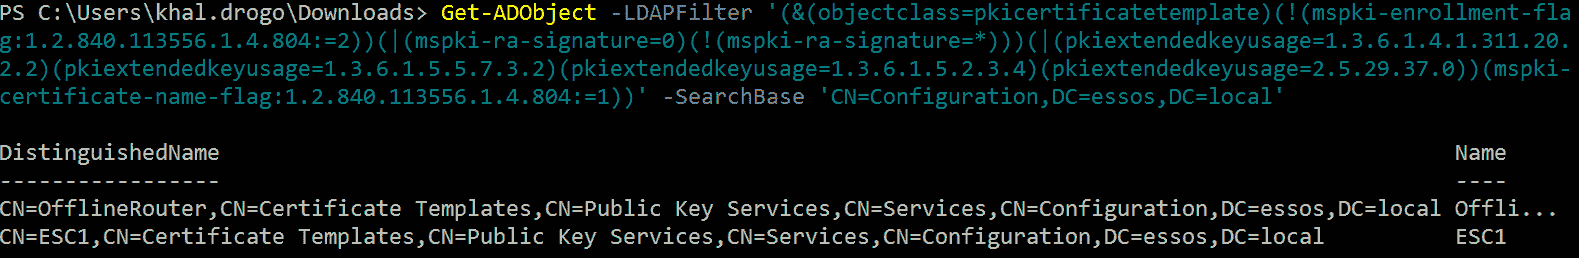 PS C:\Users\khal.drogo\Downloads> Get-ADObject -LDAPFilter '(&(objectclass=pkicertificatetemplate)(!(mspki-enrollment-fla
g:1.2.840.113556.1.4.804:=2))(|(mspki-ra-signature=0)(!(mspki-ra-signature=*)))(|(pkiextendedkeyusage=1.3.6.1.4.1.311.20.
2.2)(pkiextendedkeyusage=1.3.6.1.5.5.7.3.2)(pkiextendedkeyusage=1.3.6.1.5.2.3.4)(pkiextendedkeyusage=2.5.29.37.0))(mspki-
certificate-name-flag:1.2.840.113556.1.4.804:=1))' -SearchBase 'CN=Configuration,DC=essos,DC=local'
DistinguishedName Name
----------------- ----
CN=OfflineRouter,CN=Certificate Templates,CN=Public Key Services,CN=Services,CN=Configuration,DC=essos,DC=local Offli...
CN=ESC1,CN=Certificate Templates,CN=Public Key Services,CN=Services,CN=Configuration,DC=essos,DC=local ESC1